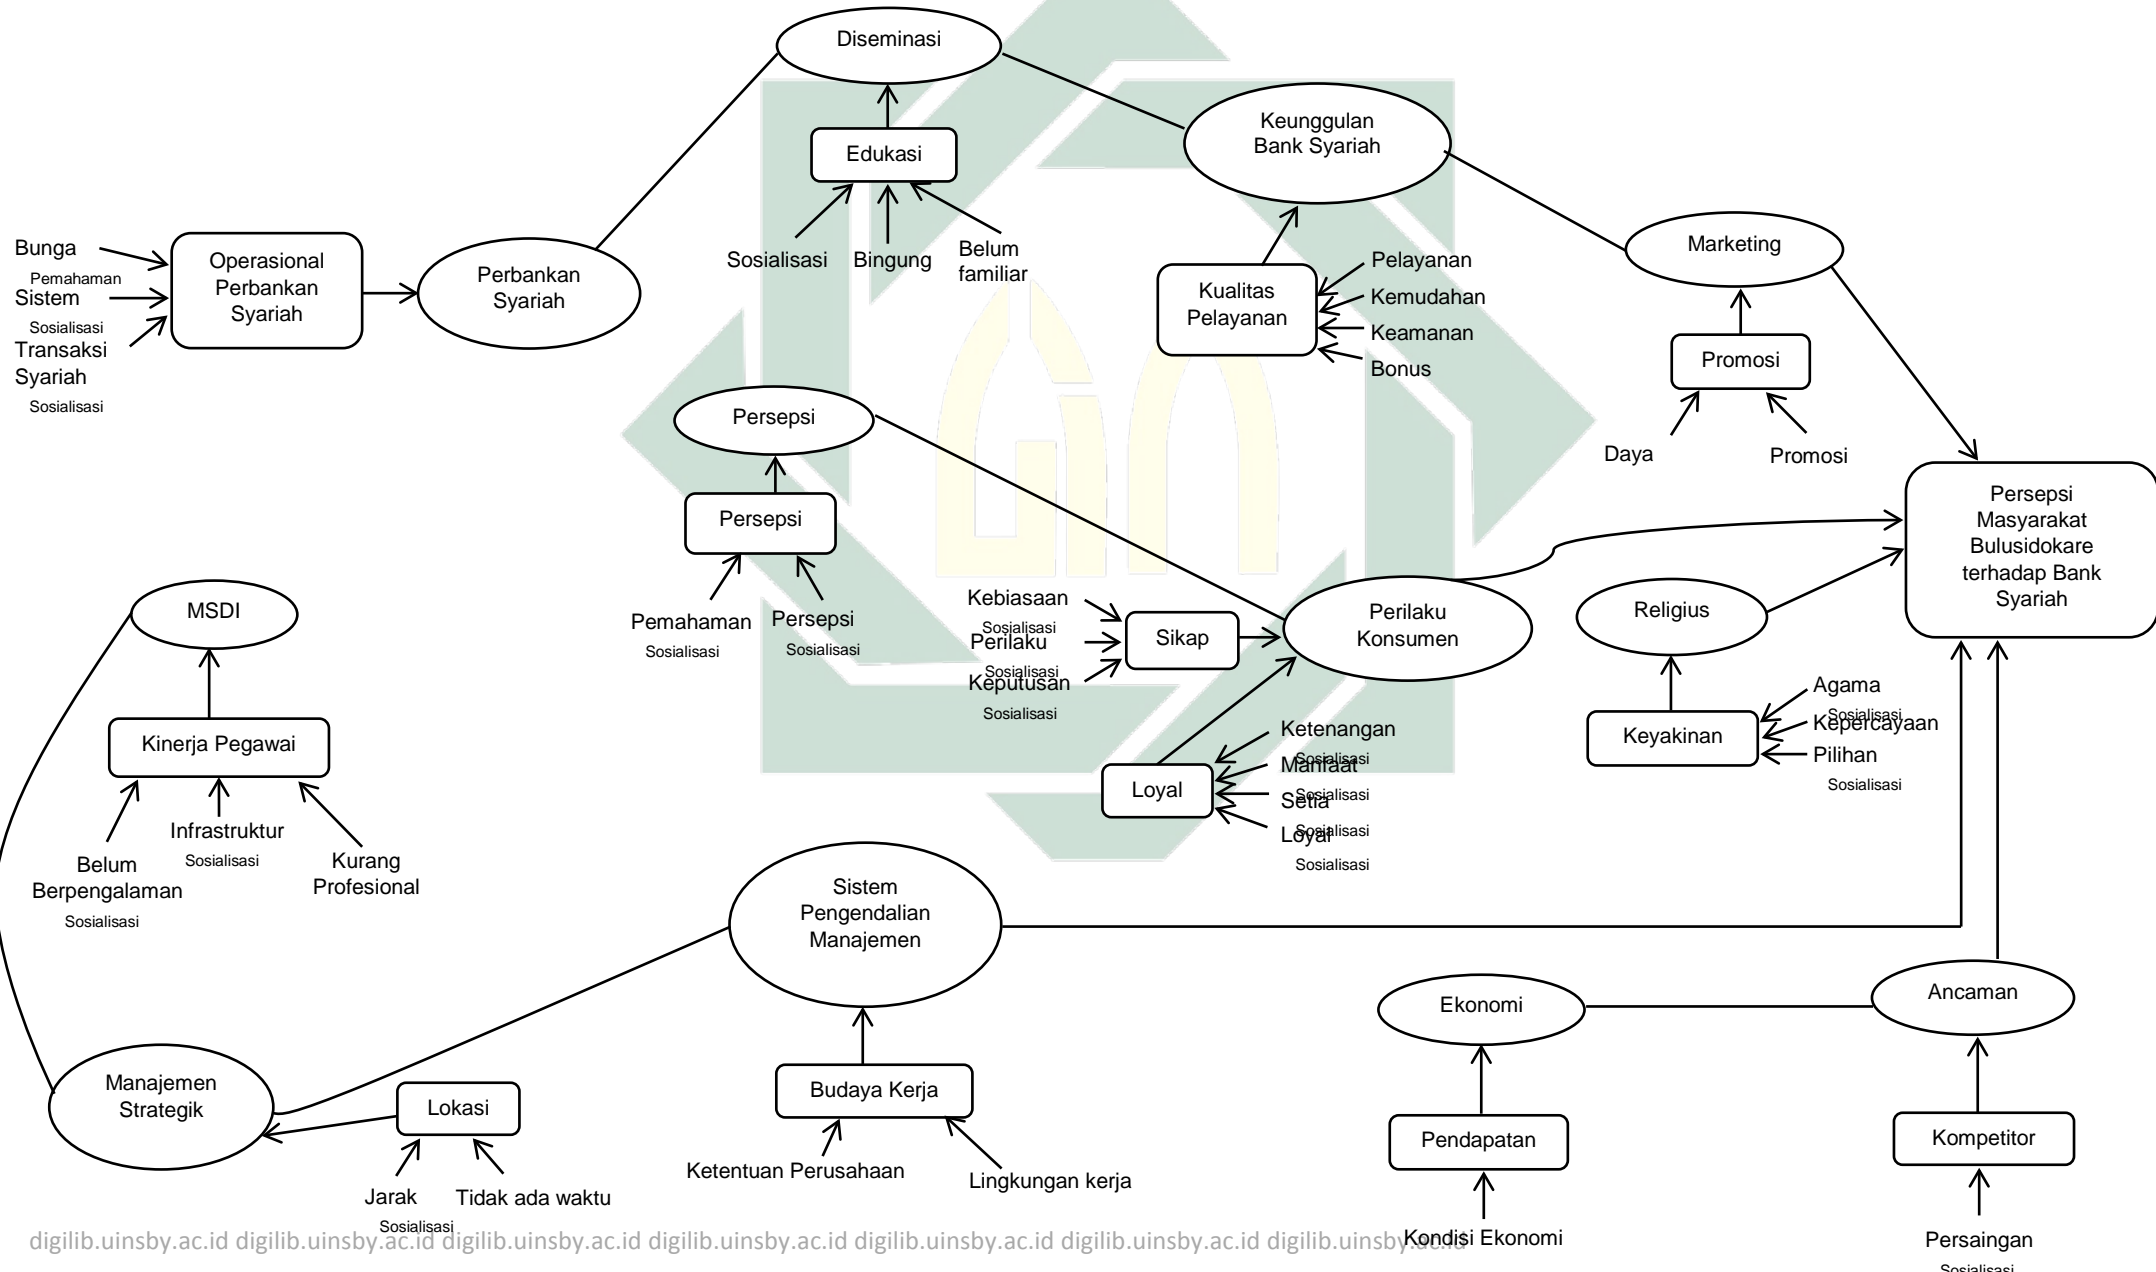 Diseminasi
Keunggulan
Bank Syariah
Edukasi
Sosialisasi
Bingung
Belum
familiar
Marketing
Bunga
Pemahaman
Sistem
Sosialisasi
Transaksi
Syariah
Sosialisasi
Operasional
Perbankan
Syariah
Perbankan
Syariah
Kualitas
Pelayanan
Pelayanan
Kemudahan
Keamanan
Bonus
Promosi
Daya
Promosi
Persepsi
Persepsi
Pemahaman
Sosialisasi
Persepsi
Sosialisasi
Persepsi
Masyarakat
Bulusidokare
terhadap Bank
Syariah
Kebiasaan
Sosialisasi
Perilaku
Sosialisasi
Keputusan
Sosialisasi
Sikap
Perilaku
Konsumen
Religius
Keyakinan
Agama
Sosialisasi
Kepercayaan
Pilihan
Sosialisasi
MSDI
Kinerja Pegawai
Belum
Berpengalaman
Sosialisasi
Infrastruktur
Sosialisasi
Kurang
Profesional
Loyal
Ketenangan
Sosialisasi
Manfaat
Sosialisasi
Setia
Sosialisasi
Loyal
Sosialisasi
Sistem
Pengendalian
Manajemen
Ekonomi
Ancaman
Manajemen
Strategik
Lokasi
Jarak
Sosialisasi
Tidak ada waktu
Budaya Kerja
Ketentuan Perusahaan
Lingkungan kerja
Pendapatan
Kondisi Ekonomi
Kompetitor
Persaingan
Sosialisasi
digilib.uinsby.ac.id digilib.uinsby.ac.id digilib.uinsby.ac.id digilib.uinsby.ac.id digilib.uinsby.ac.id digilib.uinsby.ac.id digilib.uinsby.ac.id